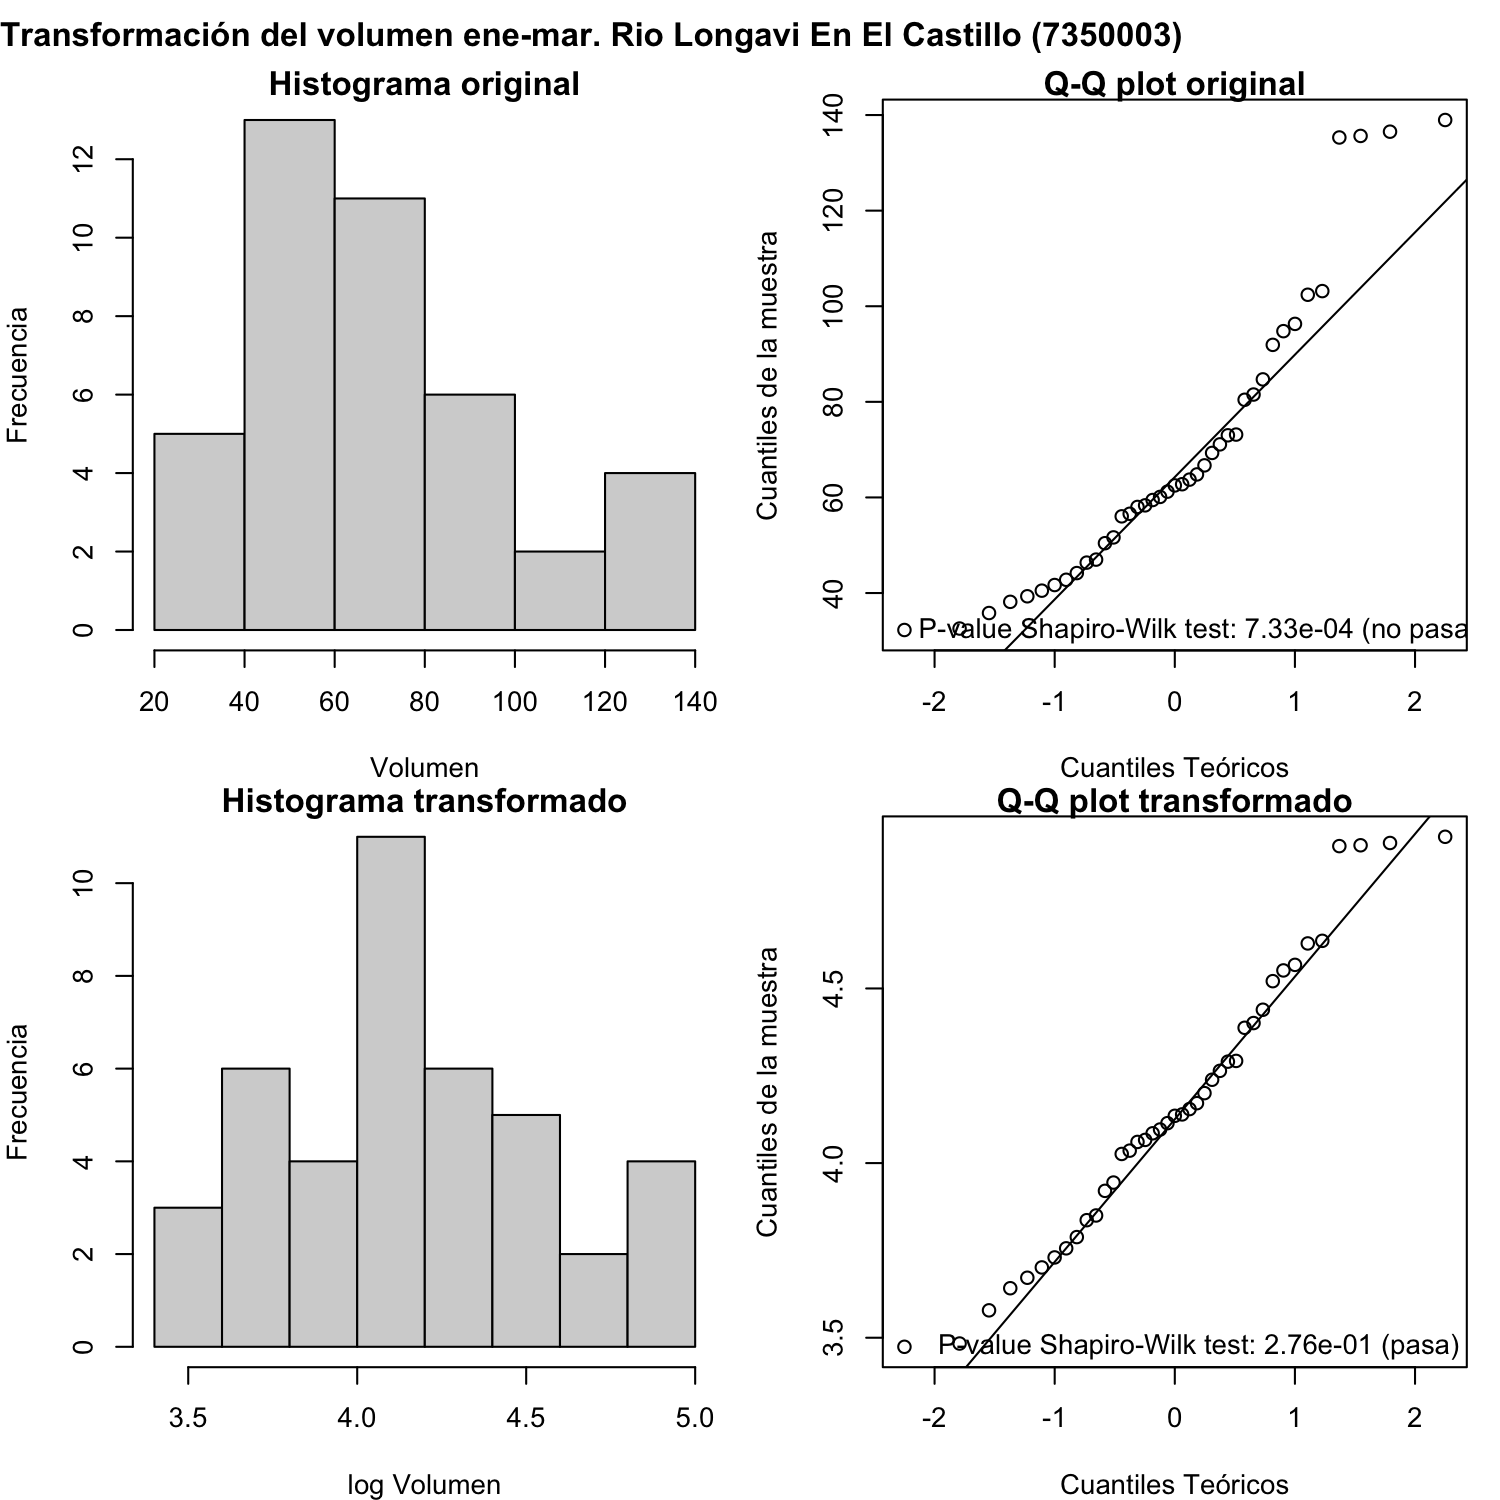 Transformación del volumen ene-mar. Rio Longavi En El Castillo (7350003)
Histograma original
Frecuencia
0 2 4 6 8 10 12
20 40 60 80 100 120 140
Volumen
Q-Q plot original
Cuantiles de la muestra
40 60 80 100 120 140
P-value Shapiro-Wilk test: 7.33e-04 (no pasa
-2 -1 0 1 2
Cuantiles Teóricos
Histograma transformado
Frecuencia
0 2 4 6 8 10
3.5 4.0 4.5 5.0
log Volumen
Q-Q plot transformado
Cuantiles de la muestra
3.5 4.0 4.5
P-value Shapiro-Wilk test: 2.76e-01 (pasa)
-2 -1 0 1 2
Cuantiles Teóricos